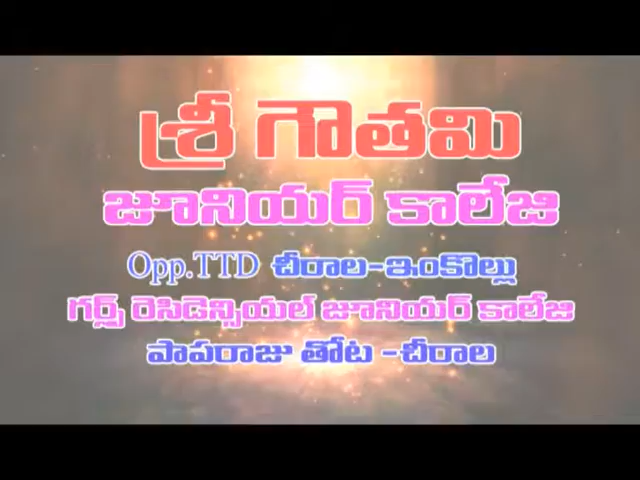 శ్రీ గౌతమి
జూనియర్ కాలేజి
Opp.TTD చీరాల-ఇంకొల్లు
గర్ల్స్ రెసిడెన్సియల్ జూనియర్ కాలేజి
పాపరాజు తోట -చీరాల